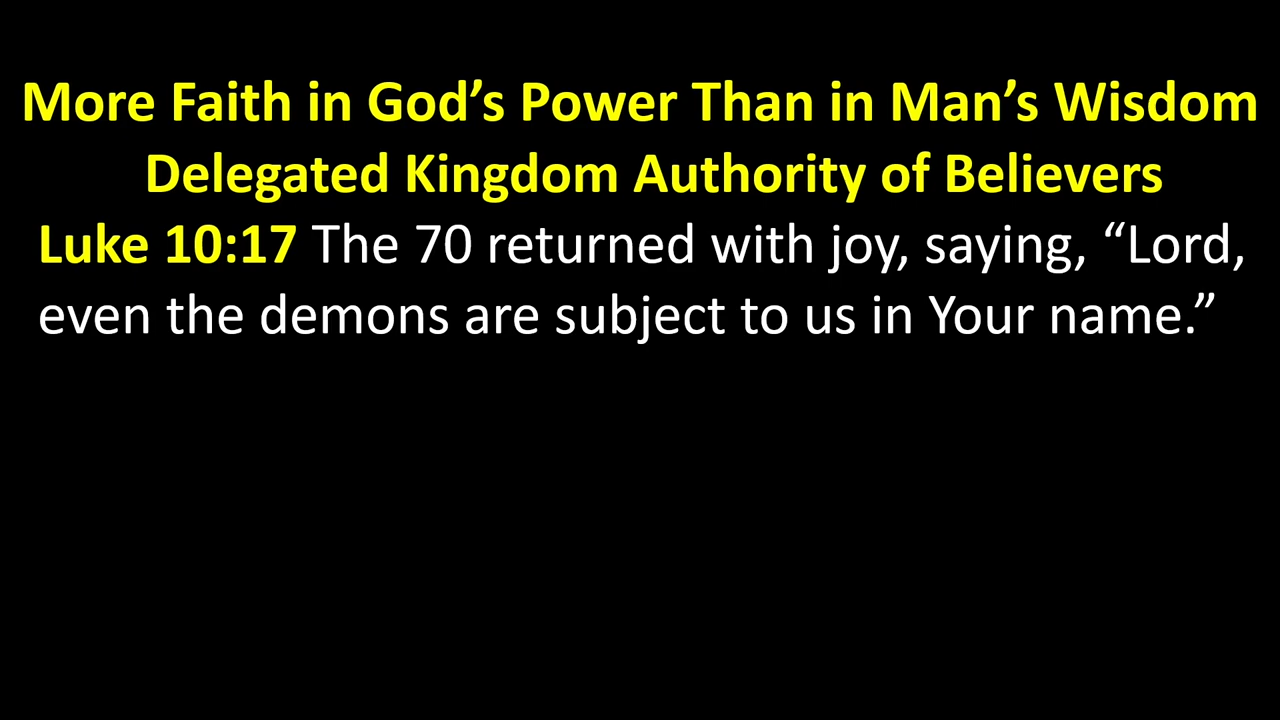 More Faith in God’s Power Than in Man’s Wisdom
Delegated Kingdom Authority of Believers
Luke 10:17 The 70 returned with joy, saying, “Lord,
even the demons are subject to us in Your name.”